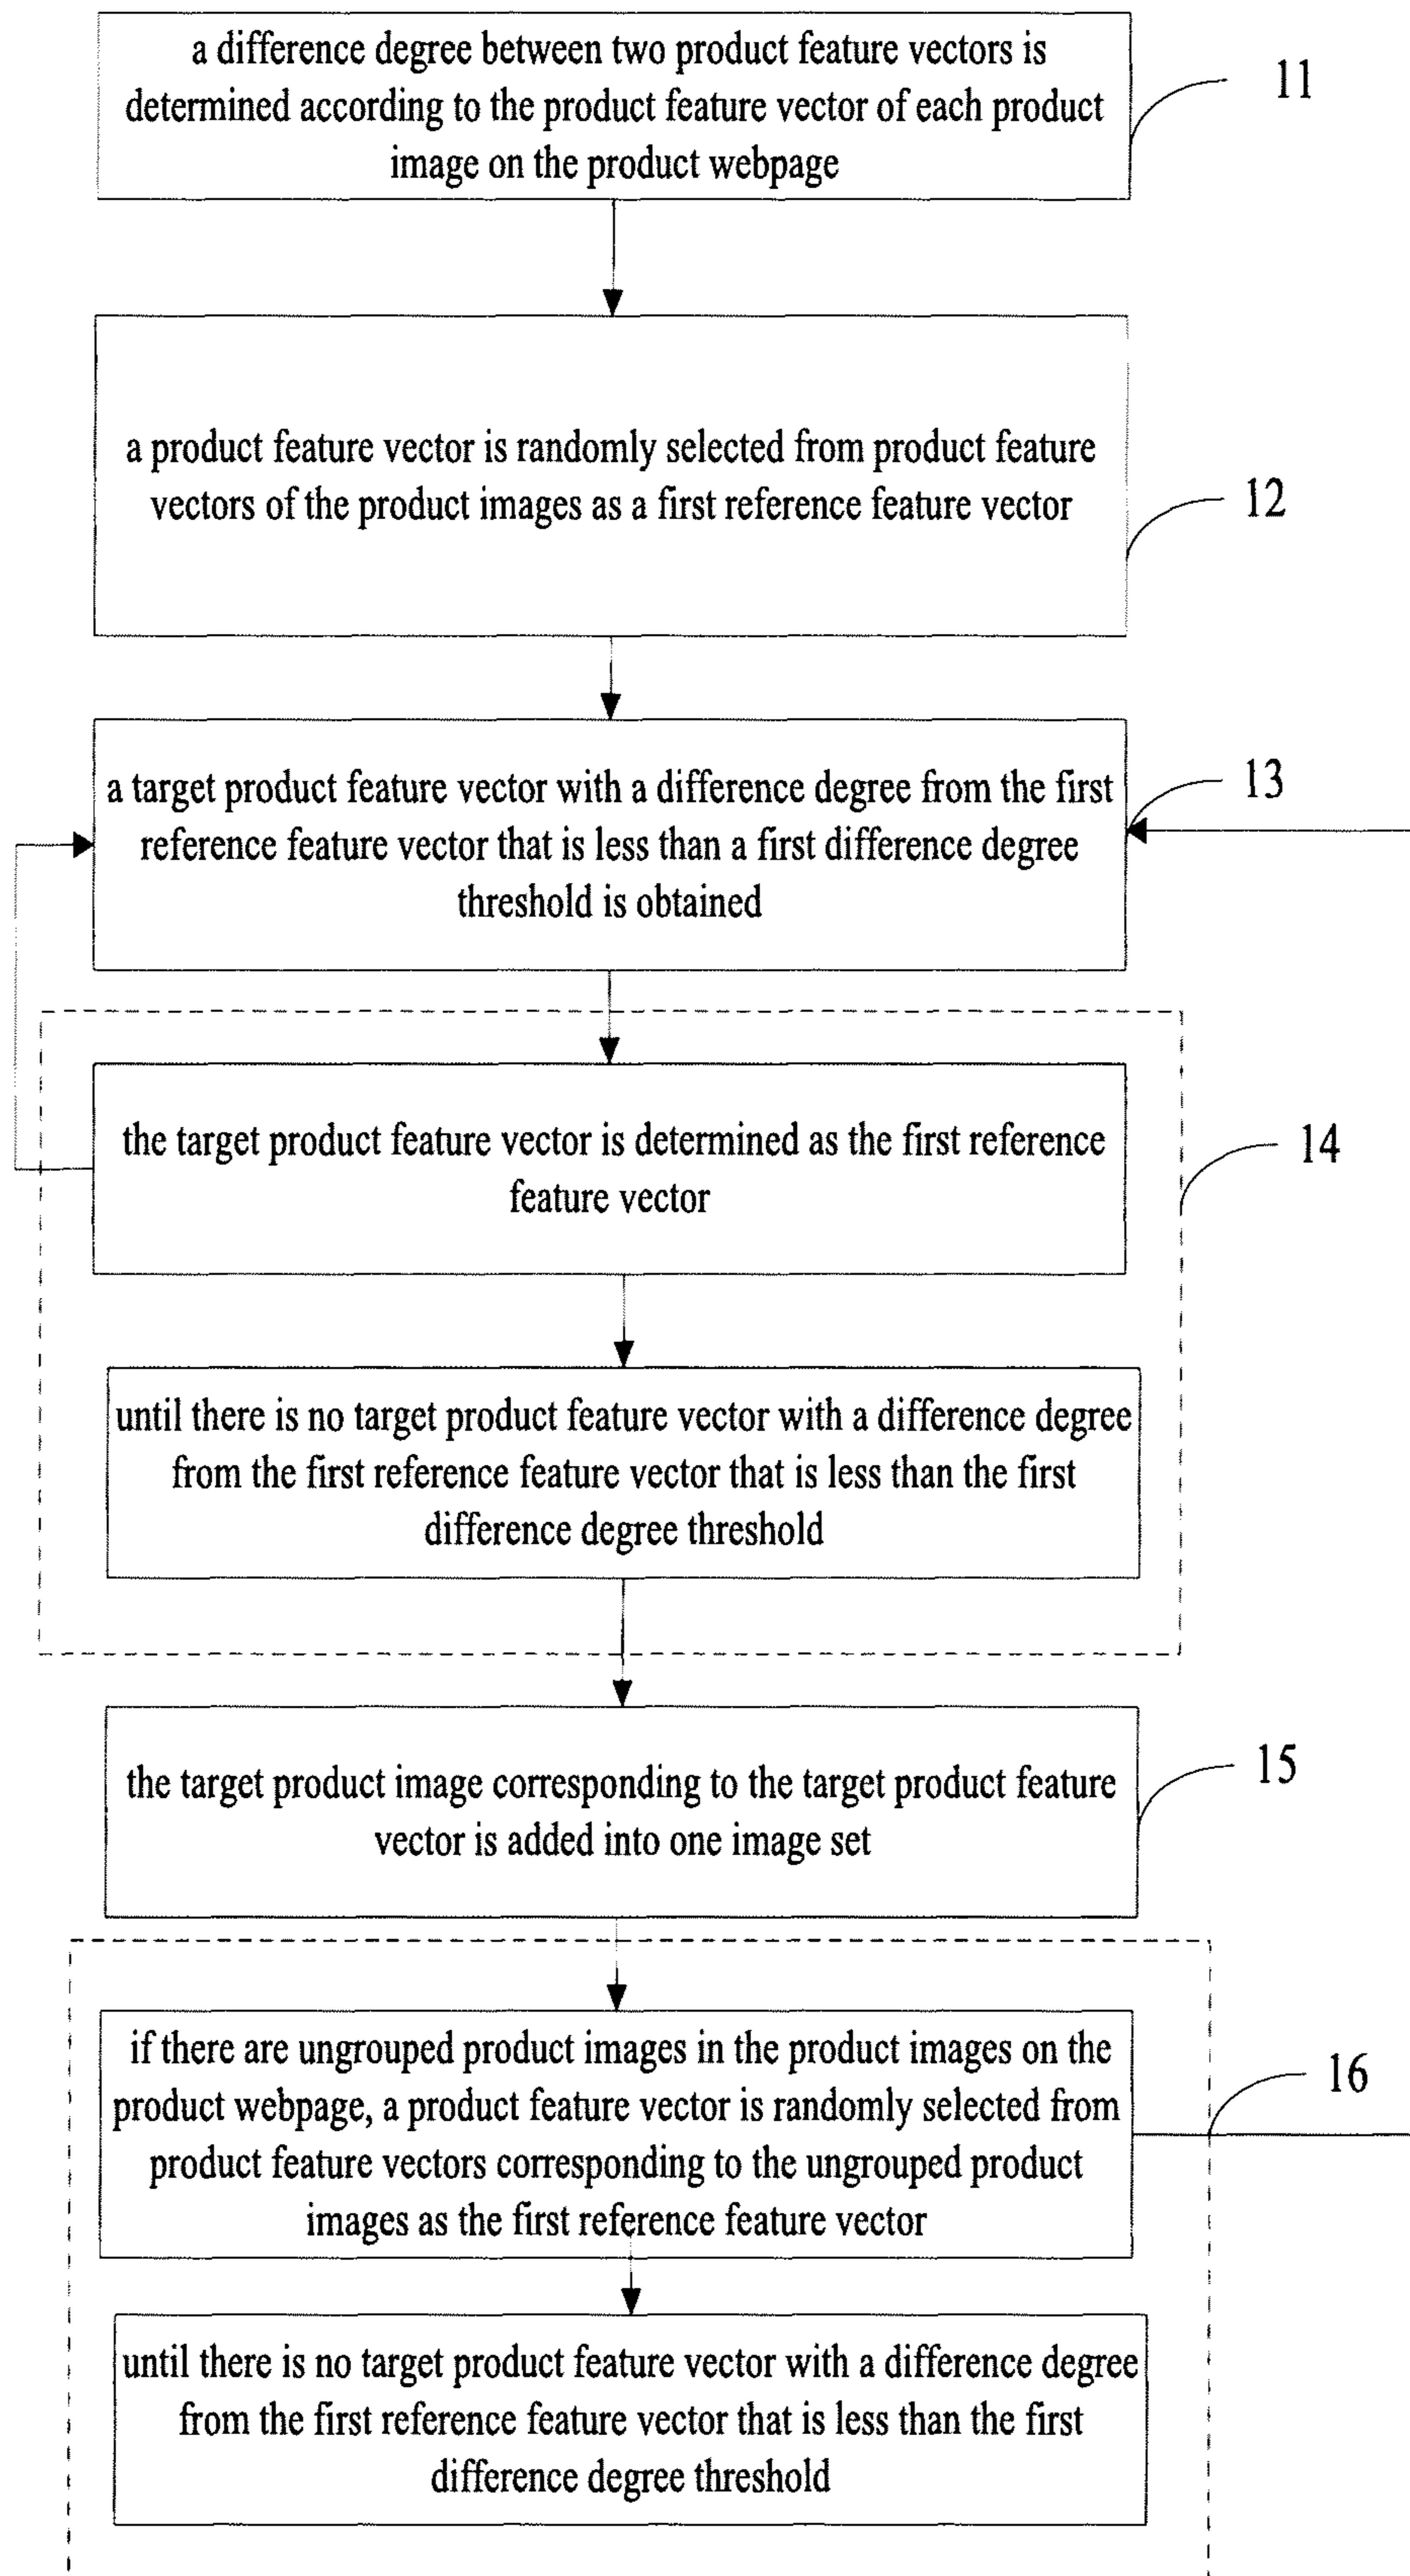 a difference degree between two product feature vectors is
determined according to the product feature vector of each product
image on the product webpage
11
a product feature vector is randomly selected from product feature
vectors of the product images as a first reference feature vector
12
a target product feature vector with a difference degree from the first
reference feature vector that is less than a first difference degree
threshold is obtained
13
the target product feature vector is determined as the first reference
feature vector
14
until there is no target product feature vector with a difference degree
from the first reference feature vector that is less than the first
difference degree threshold
the target product image corresponding to the target product feature
vector is added into one image set
15
if there are ungrouped product images in the product images on the
product webpage, a product feature vector is randomly selected from
product feature vectors corresponding to the ungrouped product
images as the first reference feature vector
16
until there is no target product feature vector with a difference degree
from the first reference feature vector that is less than the first
difference degree threshold